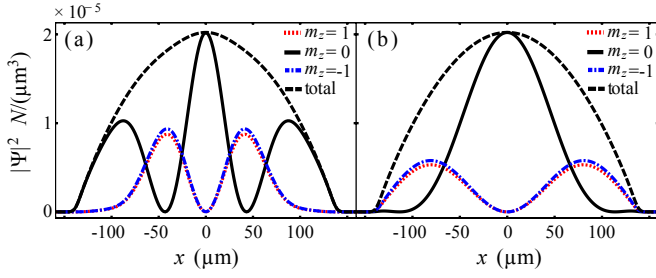 × 10⁻⁵
(a)
m_z= 1
m_z= 0
m_z=-1
total
(b)
m_z= 1
m_z= 0
m_z=-1
total
|Ψ|² N/(μm³)
2
1
0
-100 -50 0 50 100
-100 -50 0 50 100
x (μm)
x (μm)